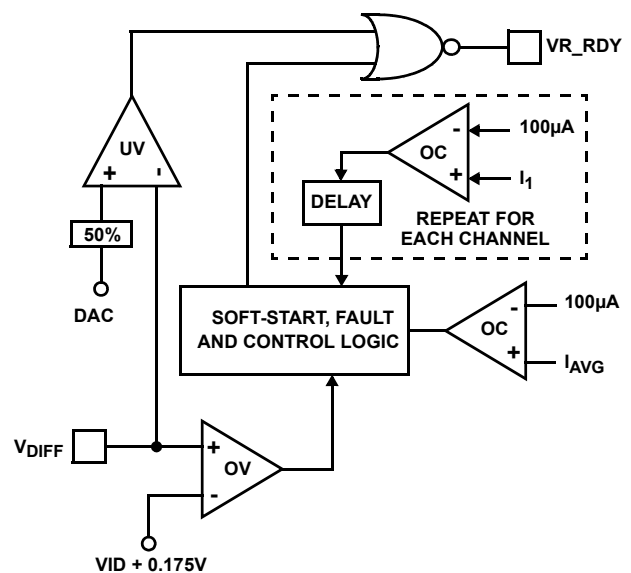 VR_RDY
UV
+ -
50%
DAC
- 100µA
OC
+ I1
DELAY
REPEAT FOR
EACH CHANNEL
SOFT-START, FAULT
AND CONTROL LOGIC
- 100µA
OC
+ IAVG
VDIFF
+
OV
-
VID + 0.175V